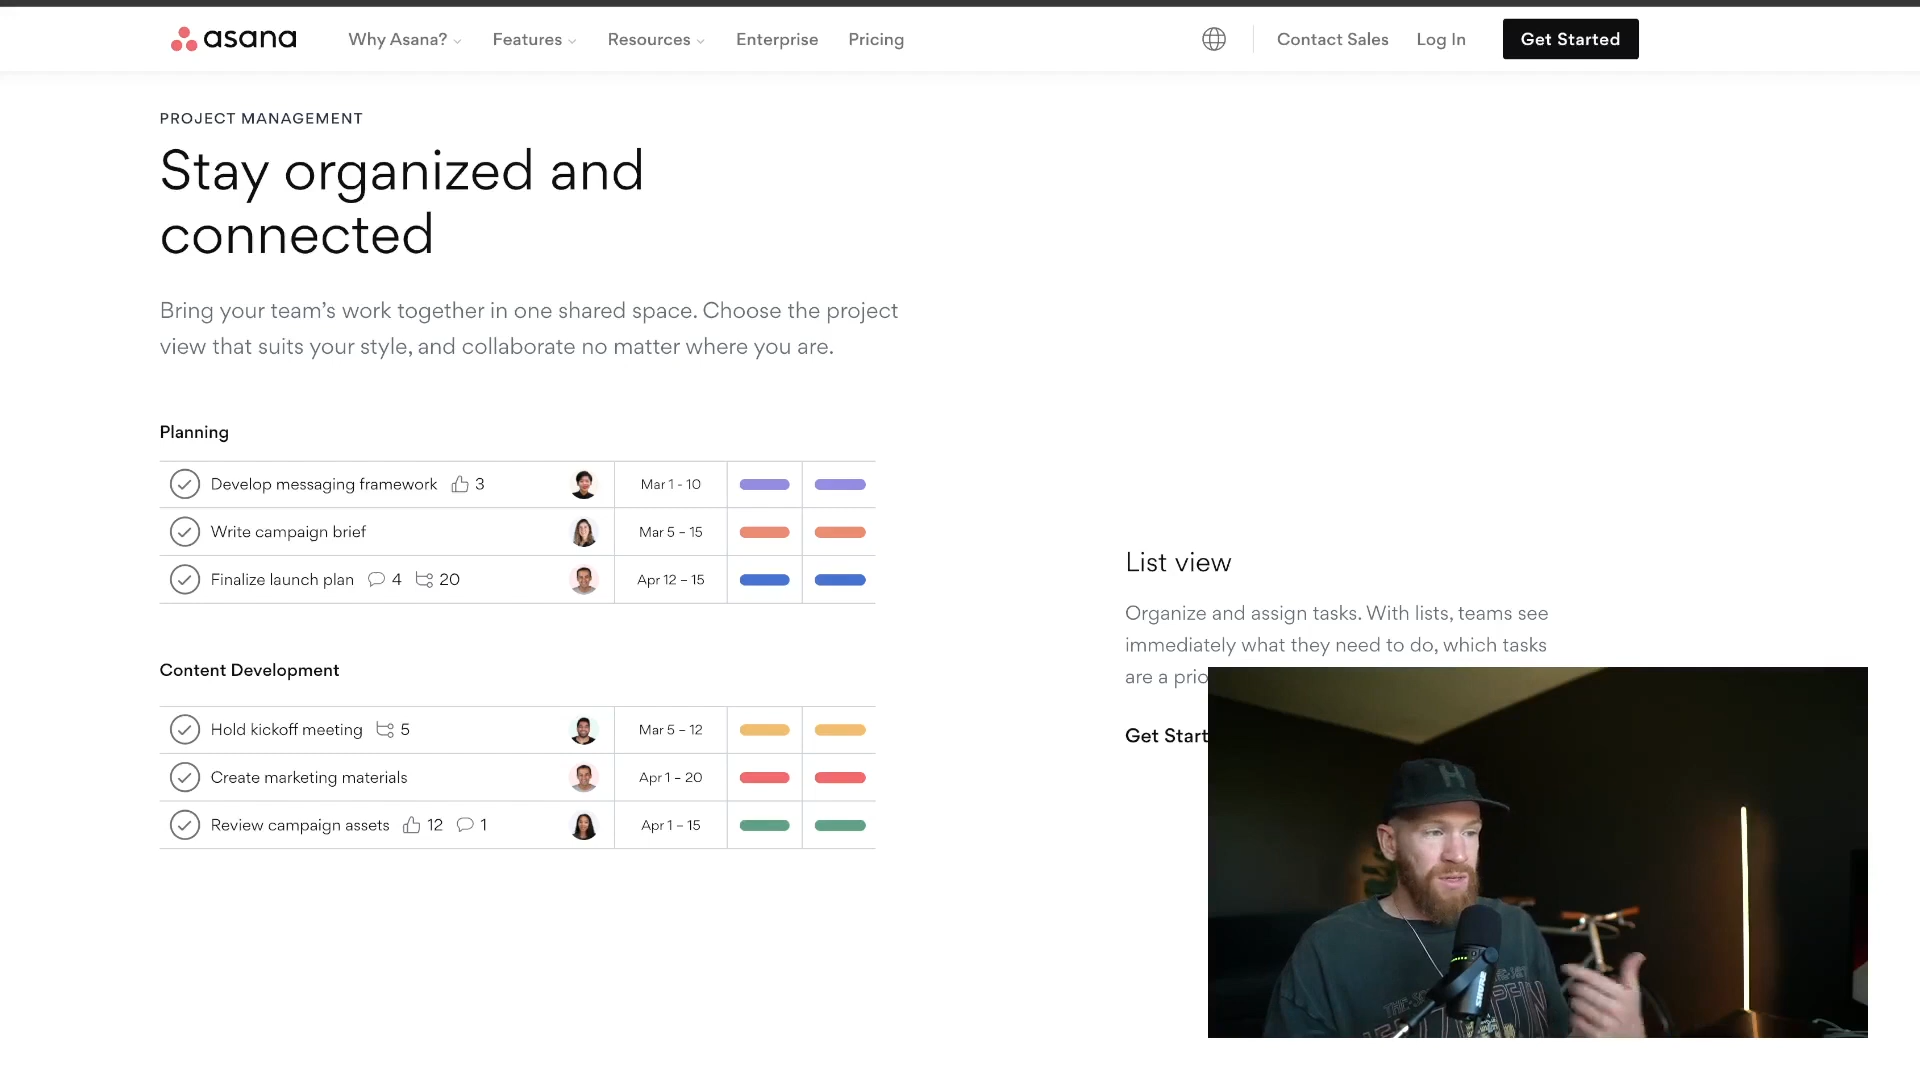 asana
Why Asana?
Features
Resources
Enterprise
Pricing
Contact Sales
Log In
Get Started
PROJECT MANAGEMENT
Stay organized and
connected
Bring your team’s work together in one shared space. Choose the project
view that suits your style, and collaborate no matter where you are.
Planning
Develop messaging framework 3 Mar 1 - 10
Write campaign brief Mar 5 – 15
Finalize launch plan 4 20 Apr 12 – 15
Content Development
Hold kickoff meeting 5 Mar 5 – 12
Create marketing materials Apr 1 – 20
Review campaign assets 12 1 Apr 1 – 15
List view
Organize and assign tasks. With lists, teams see
immediately what they need to do, which tasks
are a prio
Get Start
H
SHURE